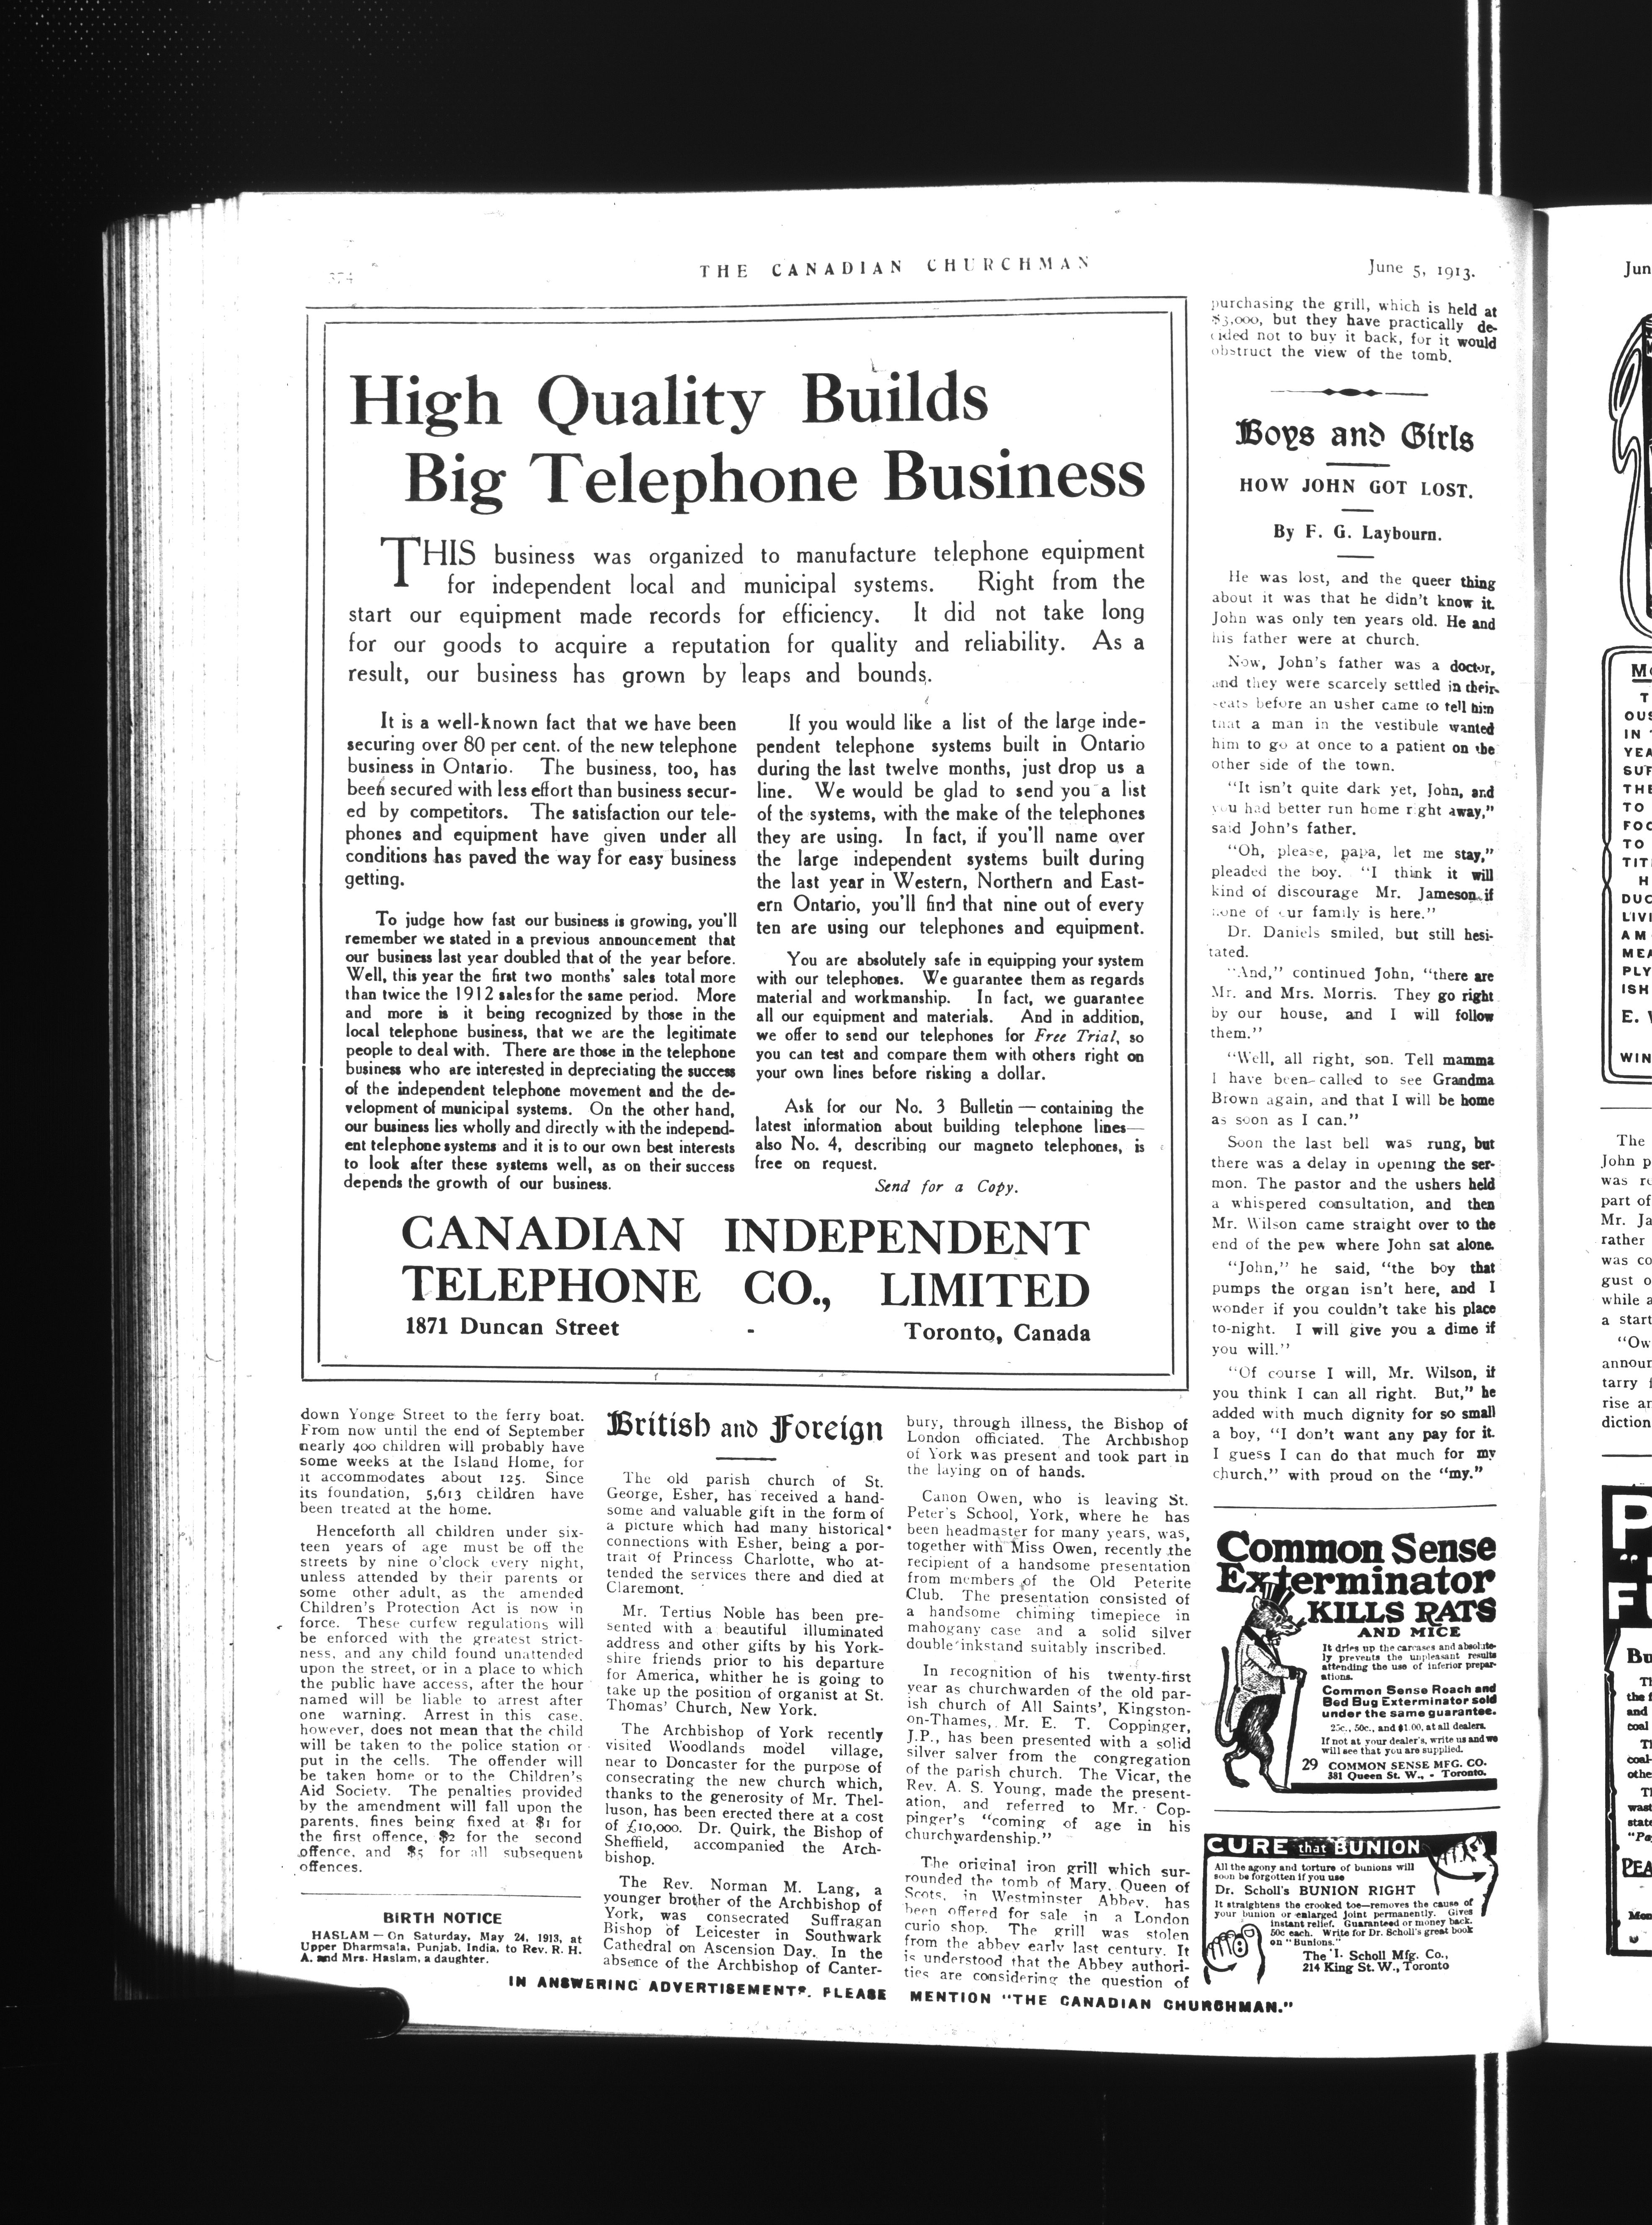 374
THE CANADIAN CHURCHMAN
June 5, 1913.
High Quality Builds
Big Telephone Business
THIS business was organized to manufacture telephone equipment
for independent local and municipal systems. Right from the
start our equipment made records for efficiency. It did not take long
for our goods to acquire a reputation for quality and reliability. As a
result, our business has grown by leaps and bounds.
It is a well-known fact that we have been
securing over 80 per cent. of the new telephone
business in Ontario. The business, too, has
been secured with less effort than business secur-
ed by competitors. The satisfaction our tele-
phones and equipment have given under all
conditions has paved the way for easy business
getting.
To judge how fast our business is growing, you'll
remember we stated in a previous announcement that
our business last year doubled that of the year before.
Well, this year the first two months' sales total more
than twice the 1912 sales for the same period. More
and more is it being recognized by those in the
local telephone business, that we are the legitimate
people to deal with. There are those in the telephone
business who are interested in depreciating the success
of the independent telephone movement and the de-
velopment of municipal systems. On the other hand,
our business lies wholly and directly with the independ-
ent telephone systems and it is to our own best interests
to look after these systems well, as on their success
depends the growth of our business.
If you would like a list of the large inde-
pendent telephone systems built in Ontario
during the last twelve months, just drop us a
line. We would be glad to send you a list
of the systems, with the make of the telephones
they are using. In fact, if you'll name over
the large independent systems built during
the last year in Western, Northern and East-
ern Ontario, you'll find that nine out of every
ten are using our telephones and equipment.
You are absolutely safe in equipping your system
with our telephones. We guarantee them as regards
material and workmanship. In fact, we guarantee
all our equipment and materials. And in addition,
we offer to send our telephones for Free Trial, so
you can test and compare them with others right on
your own lines before risking a dollar.
Ask for our No. 3 Bulletin — containing the
latest information about building telephone lines—
also No. 4, describing our magneto telephones, is
free on request.
Send for a Copy.
CANADIAN INDEPENDENT
TELEPHONE CO., LIMITED
1871 Duncan Street - Toronto, Canada
down Yonge Street to the ferry boat.
From now until the end of September
nearly 400 children will probably have
some weeks at the Island Home, for
it accommodates about 125. Since
its foundation, 5,613 children have
been treated at the home.
Henceforth all children under six-
teen years of age must be off the
streets by nine o'clock every night,
unless attended by their parents or
some other adult, as the amended
Children's Protection Act is now in
force. These curfew regulations will
be enforced with the greatest strict-
ness, and any child found unattended
upon the street, or in a place to which
the public have access, after the hour
named will be liable to arrest after
one warning. Arrest in this case,
however, does not mean that the child
will be taken to the police station or
put in the cells. The offender will
be taken home or to the Children's
Aid Society. The penalties provided
by the amendment will fall upon the
parents, fines being fixed at $1 for
the first offence, $2 for the second
offence, and $5 for all subsequent
offences.
BIRTH NOTICE
HASLAM — On Saturday, May 24, 1913, at
Upper Dharmsala, Punjab, India, to Rev. R. H.
A. and Mrs. Haslam, a daughter.
British and Foreign
The old parish church of St.
George, Esher, has received a hand-
some and valuable gift in the form of
a picture which had many historical
connections with Esher, being a por-
trait of Princess Charlotte, who at-
tended the services there and died at
Claremont.
Mr. Tertius Noble has been pre-
sented with a beautiful illuminated
address and other gifts by his York-
shire friends prior to his departure
for America, whither he is going to
take up the position of organist at St.
Thomas' Church, New York.
The Archbishop of York recently
visited Woodlands model village,
near to Doncaster for the purpose of
consecrating the new church which,
thanks to the generosity of Mr. Thel-
luson, has been erected there at a cost
of £10,000. Dr. Quirk, the Bishop of
Sheffield, accompanied the Arch-
bishop.
The Rev. Norman M. Lang, a
younger brother of the Archbishop of
York, was consecrated Suffragan
Bishop of Leicester in Southwark
Cathedral on Ascension Day. In the
absence of the Archbishop of Canter-
bury, through illness, the Bishop of
London officiated. The Archbishop
of York was present and took part in
the laying on of hands.
Canon Owen, who is leaving St.
Peter's School, York, where he has
been headmaster for many years, was,
together with Miss Owen, recently the
recipient of a handsome presentation
from members of the Old Peterite
Club. The presentation consisted of
a handsome chiming timepiece in
mahogany case and a solid silver
double inkstand suitably inscribed.
In recognition of his twenty-first
year as churchwarden of the old par-
ish church of All Saints', Kingston-
on-Thames, Mr. E. T. Coppinger,
J.P., has been presented with a solid
silver salver from the congregation
of the parish church. The Vicar, the
Rev. A. S. Young, made the present-
ation, and referred to Mr. Cop-
pinger's "coming of age in his
churchwardenship."
The original iron grill which sur-
rounded the tomb of Mary, Queen of
Scots, in Westminster Abbey, has
been offered for sale in a London
curio shop. The grill was stolen
from the abbey early last century. It
is understood that the Abbey authori-
ties are considering the question of
purchasing the grill, which is held at
$3,000, but they have practically de-
cided not to buy it back, for it would
obstruct the view of the tomb.
Boys and Girls
HOW JOHN GOT LOST.
By F. G. Laybourn.
He was lost, and the queer thing
about it was that he didn't know it.
John was only ten years old. He and
his father were at church.
Now, John's father was a doctor,
and they were scarcely settled in their
seats before an usher came to tell him
that a man in the vestibule wanted
him to go at once to a patient on the
other side of the town.
"It isn't quite dark yet, John, and
you had better run home right away,"
said John's father.
"Oh, please, papa, let me stay,"
pleaded the boy. "I think it will
kind of discourage Mr. Jameson if
none of our family is here."
Dr. Daniels smiled, but still hesi-
tated.
"And," continued John, "there are
Mr. and Mrs. Morris. They go right
by our house, and I will follow
them."
"Well, all right, son. Tell mamma
I have been called to see Grandma
Brown again, and that I will be home
as soon as I can."
Soon the last bell was rung, but
there was a delay in opening the ser-
mon. The pastor and the ushers held
a whispered consultation, and then
Mr. Wilson came straight over to the
end of the pew where John sat alone.
"John," he said, "the boy that
pumps the organ isn't here, and I
wonder if you couldn't take his place
to-night. I will give you a dime if
you will."
"Of course I will, Mr. Wilson, if
you think I can all right. But," he
added with much dignity for so small
a boy, "I don't want any pay for it.
I guess I can do that much for my
church," with proud on the "my."
Common Sense
Exterminator
KILLS RATS
AND MICE
It dries up the carcases and absolute-
ly prevents the unpleasant results
attending the use of inferior prepar-
ations.
Common Sense Roach and
Bed Bug Exterminator sold
under the same guarantee.
25c., 50c., and $1.00, at all dealers.
If not at your dealer's, write us and we
will see that you are supplied.
29 COMMON SENSE MFG. CO.
381 Queen St. W., - Toronto.
CURE that BUNION
All the agony and torture of bunions will
soon be forgotten if you use
Dr. Scholl's BUNION RIGHT
It straightens the crooked toe—removes the cause of
your bunion or enlarged joint permanently. Gives
instant relief. Guaranteed or money back.
50c each. Write for Dr. Scholl's great book
on "Bunions."
The I. Scholl Mfg. Co.,
214 King St. W., Toronto
IN ANSWERING ADVERTISEMENTS, PLEASE MENTION "THE CANADIAN CHURCHMAN."